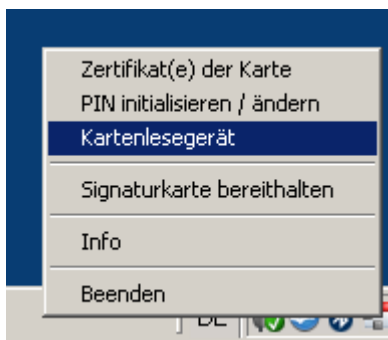 Zertifikat(e) der Karte
PIN initialisieren / ändern
Kartenlesegerät
Signaturkarte bereithalten
Info
Beenden
DE